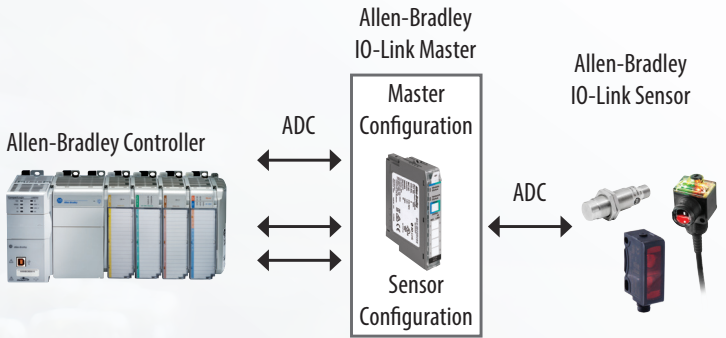 Allen-Bradley
IO-Link Master
Allen-Bradley
IO-Link Sensor
Allen-Bradley Controller
ADC
Master
Configuration
ADC
Sensor
Configuration